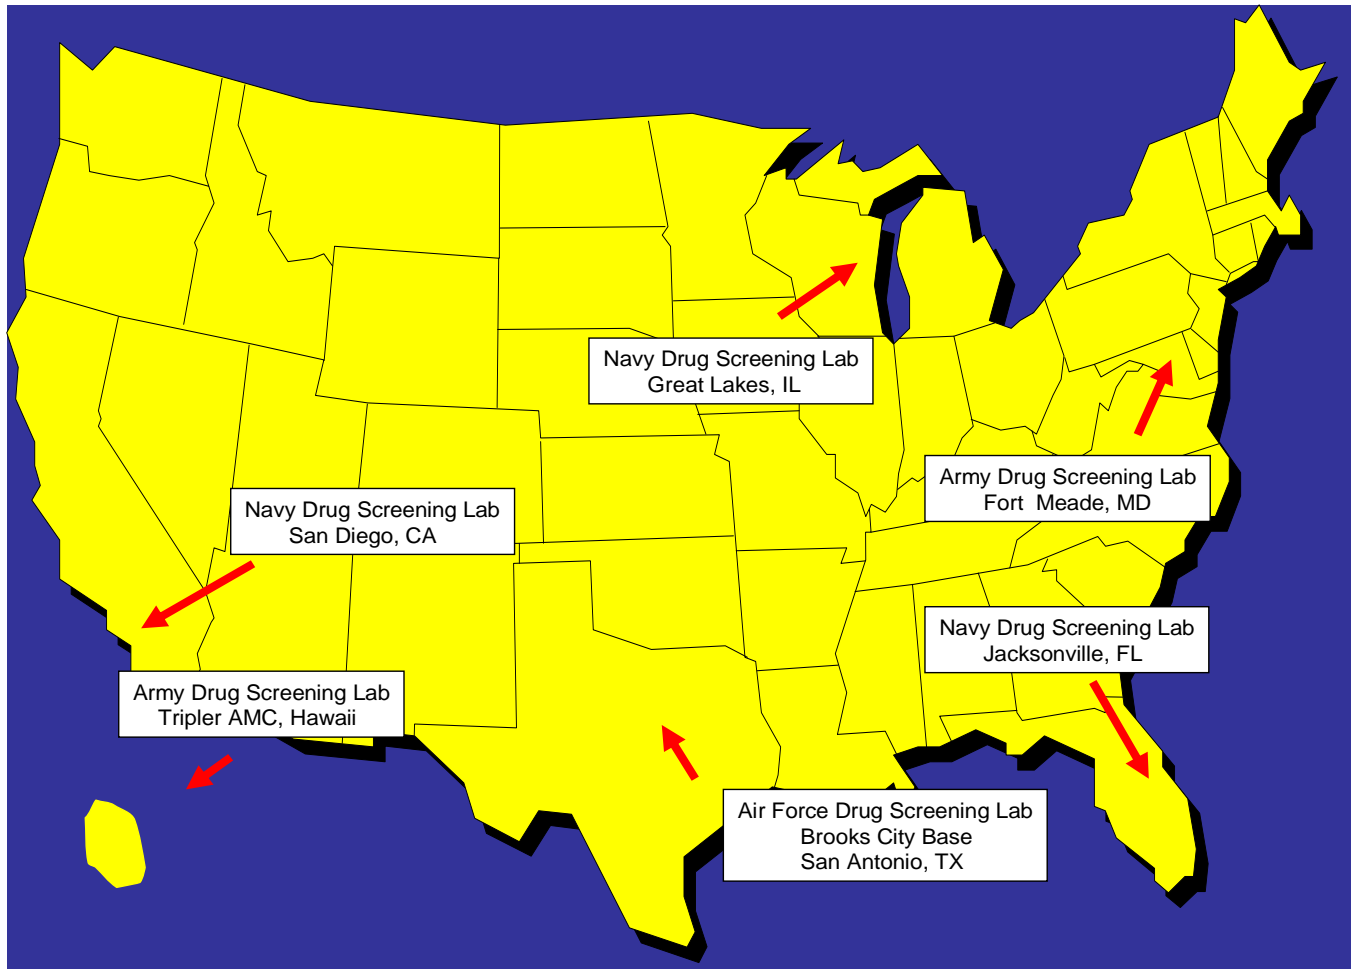 Navy Drug Screening Lab
Great Lakes, IL
Army Drug Screening Lab
Fort Meade, MD
Navy Drug Screening Lab
San Diego, CA
Navy Drug Screening Lab
Jacksonville, FL
Army Drug Screening Lab
Tripler AMC, Hawaii
Air Force Drug Screening Lab
Brooks City Base
San Antonio, TX